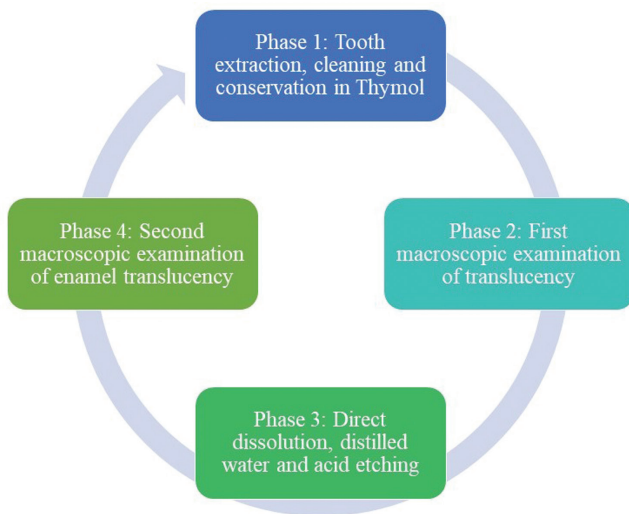 Phase 1: Tooth
extraction, cleaning and
conservation in Thymol
Phase 2: First
macroscopic examination
of translucency
Phase 3: Direct
dissolution, distilled
water and acid etching
Phase 4: Second
macroscopic examination
of enamel translucency